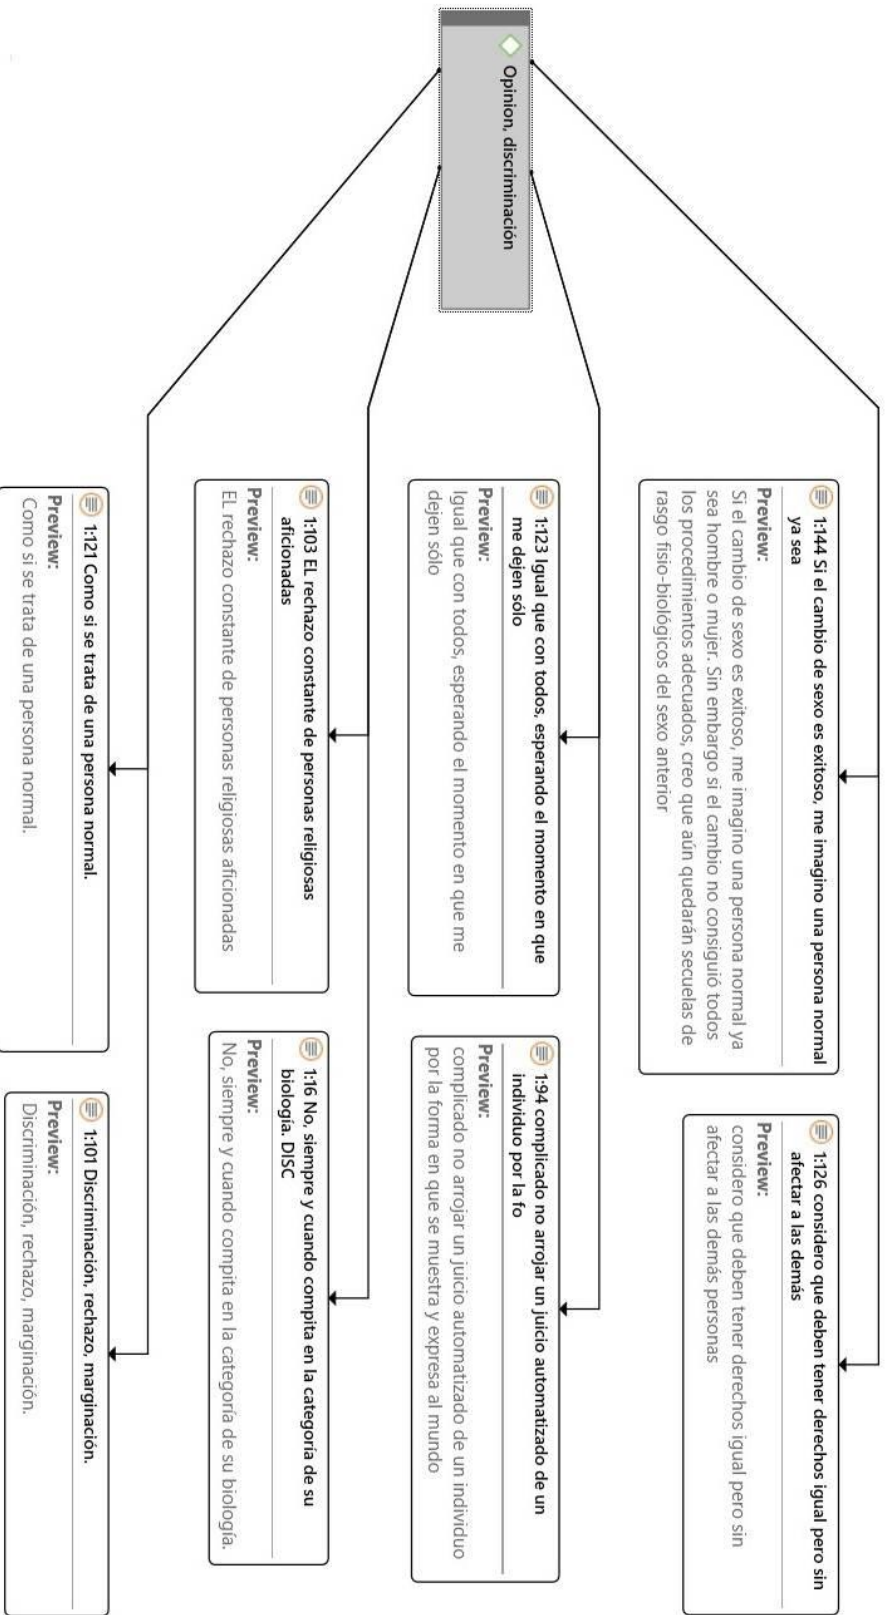 Opinion, discriminación
1:144 Si el cambio de sexo es exitoso, me imagino una persona normal
ya sea
Preview:
Si el cambio de sexo es exitoso, me imagino una persona normal ya
sea hombre o mujer. Sin embargo si el cambio no consiguió todos
los procedimientos adecuados, creo que aún quedarán secuelas de
rasgo fisio-biológicos del sexo anterior
1:126 considero que deben tener derechos igual pero sin
afectar a las demás
Preview:
considero que deben tener derechos igual pero sin
afectar a las demás personas
1:123 Igual que con todos, esperando el momento en que
me dejen sólo
Preview:
Igual que con todos, esperando el momento en que me
dejen sólo
1:94 complicado no arrojar un juicio automatizado de un
individuo por la fo
Preview:
complicado no arrojar un juicio automatizado de un individuo
por la forma en que se muestra y expresa al mundo
1:103 EL rechazo constante de personas religiosas
aficionadas
Preview:
EL rechazo constante de personas religiosas aficionadas
1:16 No, siempre y cuando compita en la categoría de su
biología. DISC
Preview:
No, siempre y cuando compita en la categoría de su biología.
1:121 Como si se trata de una persona normal.
Preview:
Como si se trata de una persona normal.
1:101 Discriminación, rechazo, marginación.
Preview:
Discriminación, rechazo, marginación.